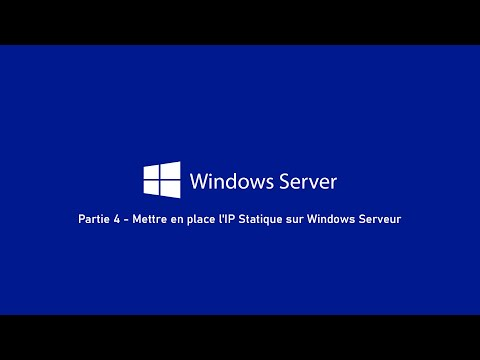 Windows Server
Partie 4 - Mettre en place l'IP Statique sur Windows Serveur